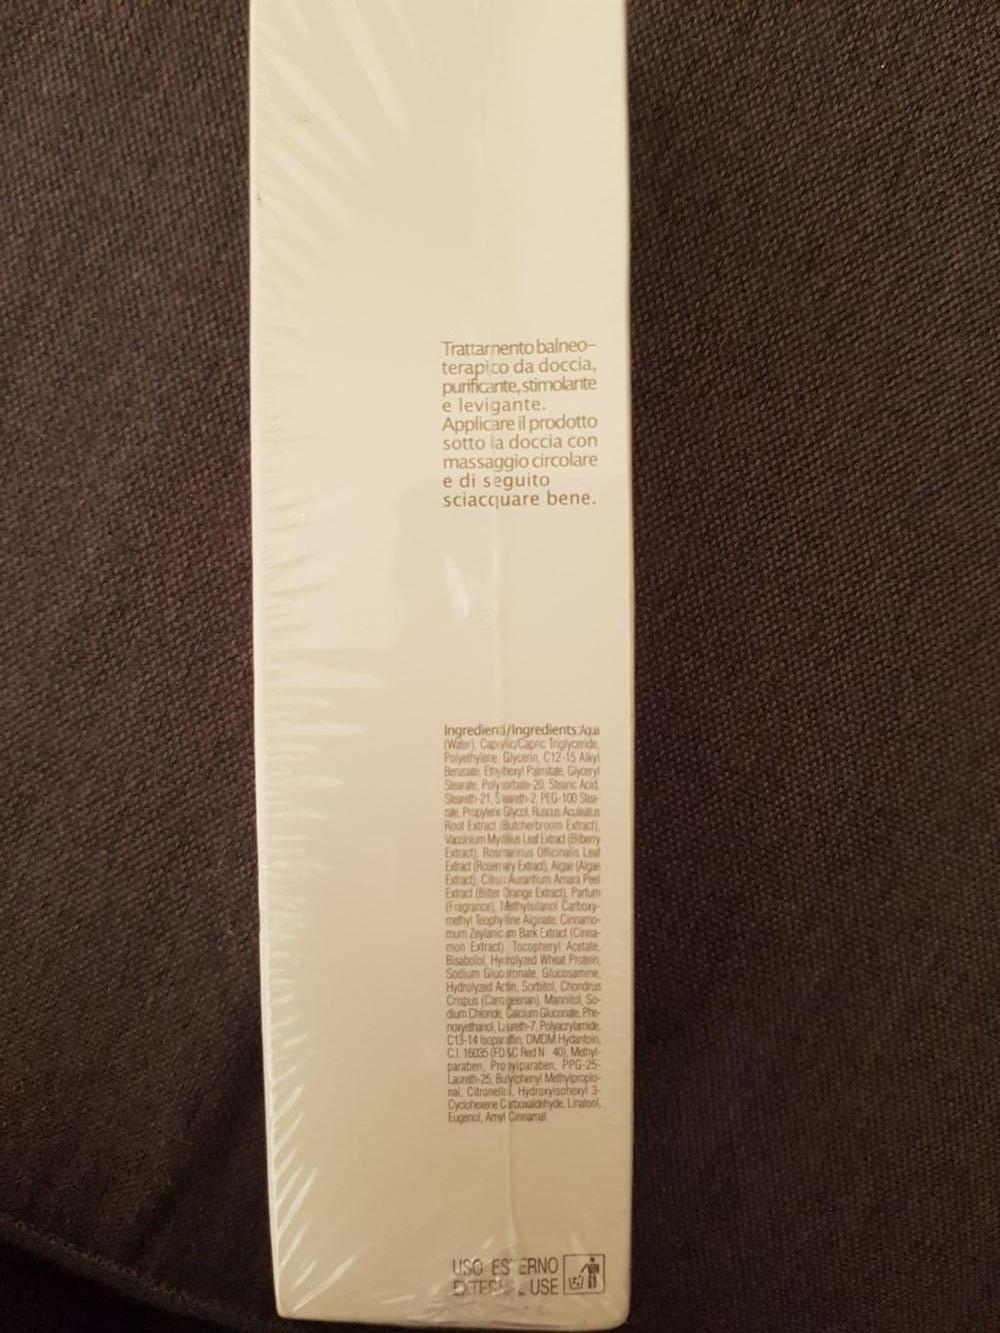 Trattamento balneo-
terapico da doccia,
purificante, stimolante
e levigante.
Applicare il prodotto
sotto la doccia con
massaggio circolare
e di seguito
sciacquare bene.
Ingredienti/Ingredients: Aqua
(Water), Caprylic/Capric Triglyceride,
Polyethylene, Glycerin, C12-15 Alkyl
Benzoate, Ethylhexyl Palmitate, Glyceryl
Stearate, Polysorbate-20, Stearic Acid,
Steareth-21, Steareth-2, PEG-100 Stea-
rate, Propylene Glycol, Ruscus Aculeatus
Root Extract (Butcherbroom Extract),
Vaccinium Myrtillus Leaf Extract (Bilberry
Extract), Rosmarinus Officinalis Leaf
Extract (Rosemary Extract), Algae (Algae
Extract), Citrus Aurantium Amara Peel
Extract (Bitter Orange Extract), Parfum
(Fragrance), Methylsilanol Carboxy-
methyl Teophylline Alginate, Cinnamo-
mum Zeylanicum Bark Extract (Cinna-
mon Extract), Tocopheryl Acetate,
Bisabolol, Hydrolyzed Wheat Protein,
Sodium Glucuronate, Glucosamine,
Hydrolyzed Actin, Sorbitol, Chondrus
Crispus (Carrageenan), Mannitol, So-
dium Chloride, Calcium Gluconate, Phe-
noxyethanol, Laureth-7, Polyacrylamide,
C13-14 Isoparaffin, DMDM Hydantoin,
C.I. 16035 (FD&C Red N 40), Methyl-
paraben, Propylparaben, PPG-25-
Laureth-25, Butylphenyl Methylpropio-
nal, Citronellol, Hydroxyisohexyl 3-
Cyclohexene Carboxaldehyde, Linalool,
Eugenol, Amyl Cinnamal.
USO ESTERNO
EXTERNAL USE